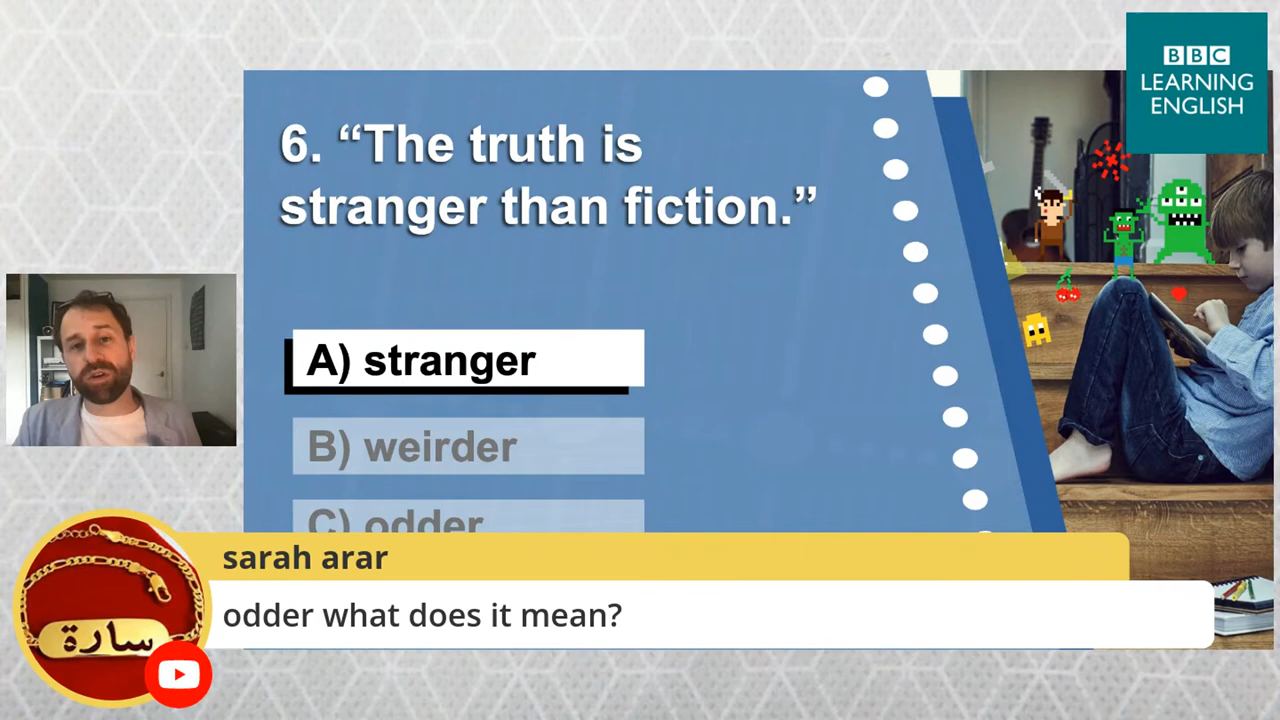 BBC
LEARNING
ENGLISH
6. “The truth is
stranger than fiction.”
A) stranger
B) weirder
C) odder
sarah arar
odder what does it mean?
سارة